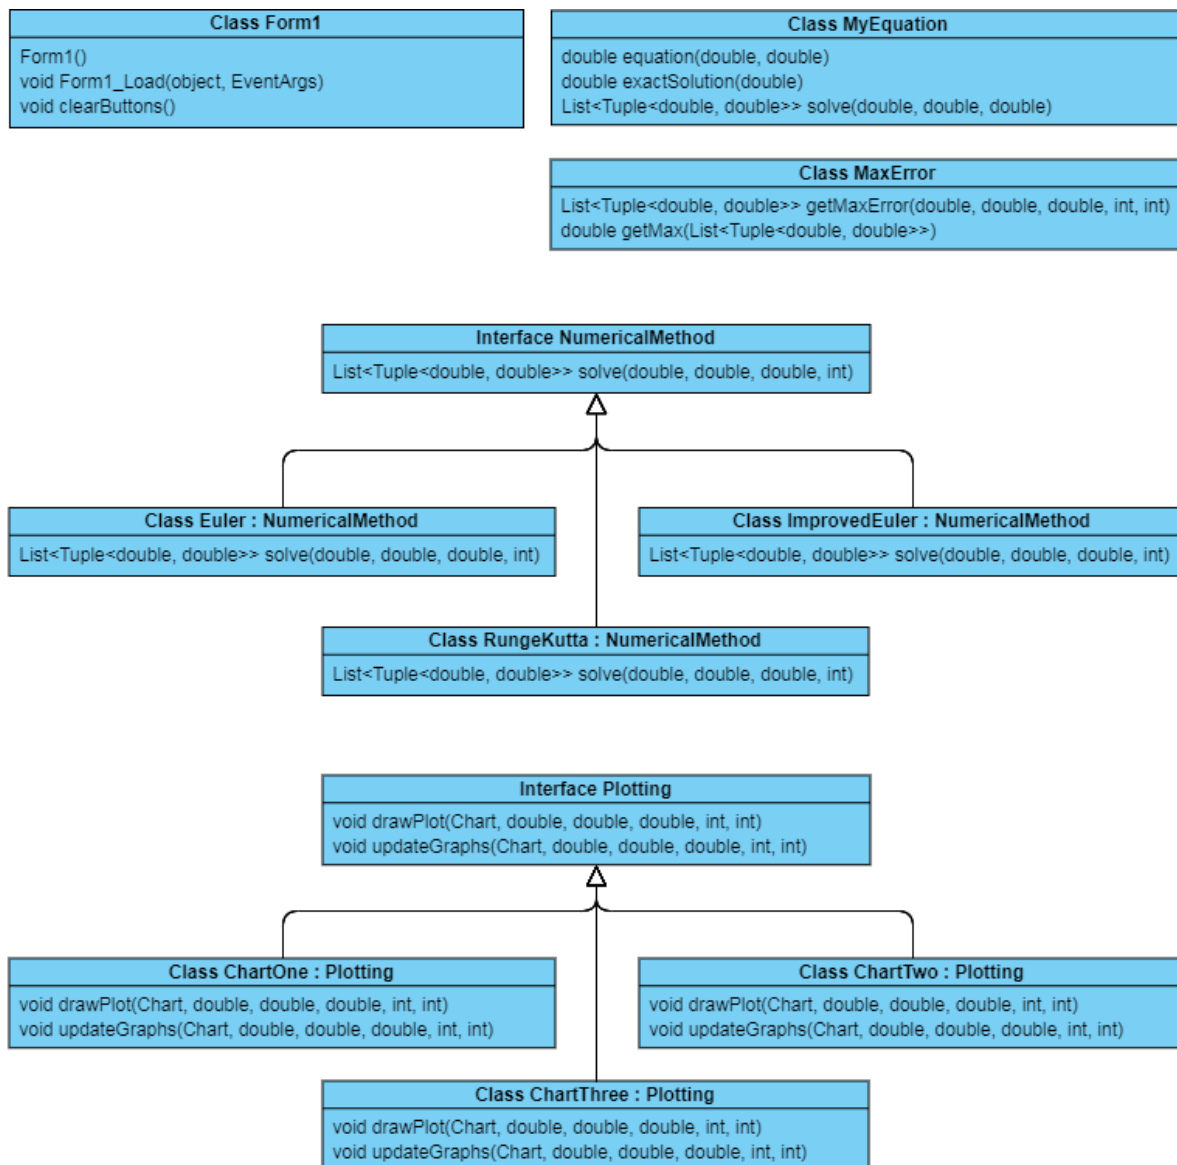 Class Form1
Form1()
void Form1_Load(object, EventArgs)
void clearButtons()
Class MyEquation
double equation(double, double)
double exactSolution(double)
List<Tuple<double, double>> solve(double, double, double)
Class MaxError
List<Tuple<double, double>> getMaxError(double, double, double, int, int)
double getMax(List<Tuple<double, double>>)
Interface NumericalMethod
List<Tuple<double, double>> solve(double, double, double, int)
Class Euler : NumericalMethod
List<Tuple<double, double>> solve(double, double, double, int)
Class ImprovedEuler : NumericalMethod
List<Tuple<double, double>> solve(double, double, double, int)
Class RungeKutta : NumericalMethod
List<Tuple<double, double>> solve(double, double, double, int)
Interface Plotting
void drawPlot(Chart, double, double, double, int, int)
void updateGraphs(Chart, double, double, double, int, int)
Class ChartOne : Plotting
void drawPlot(Chart, double, double, double, int, int)
void updateGraphs(Chart, double, double, double, int, int)
Class ChartTwo : Plotting
void drawPlot(Chart, double, double, double, int, int)
void updateGraphs(Chart, double, double, double, int, int)
Class ChartThree : Plotting
void drawPlot(Chart, double, double, double, int, int)
void updateGraphs(Chart, double, double, double, int, int)